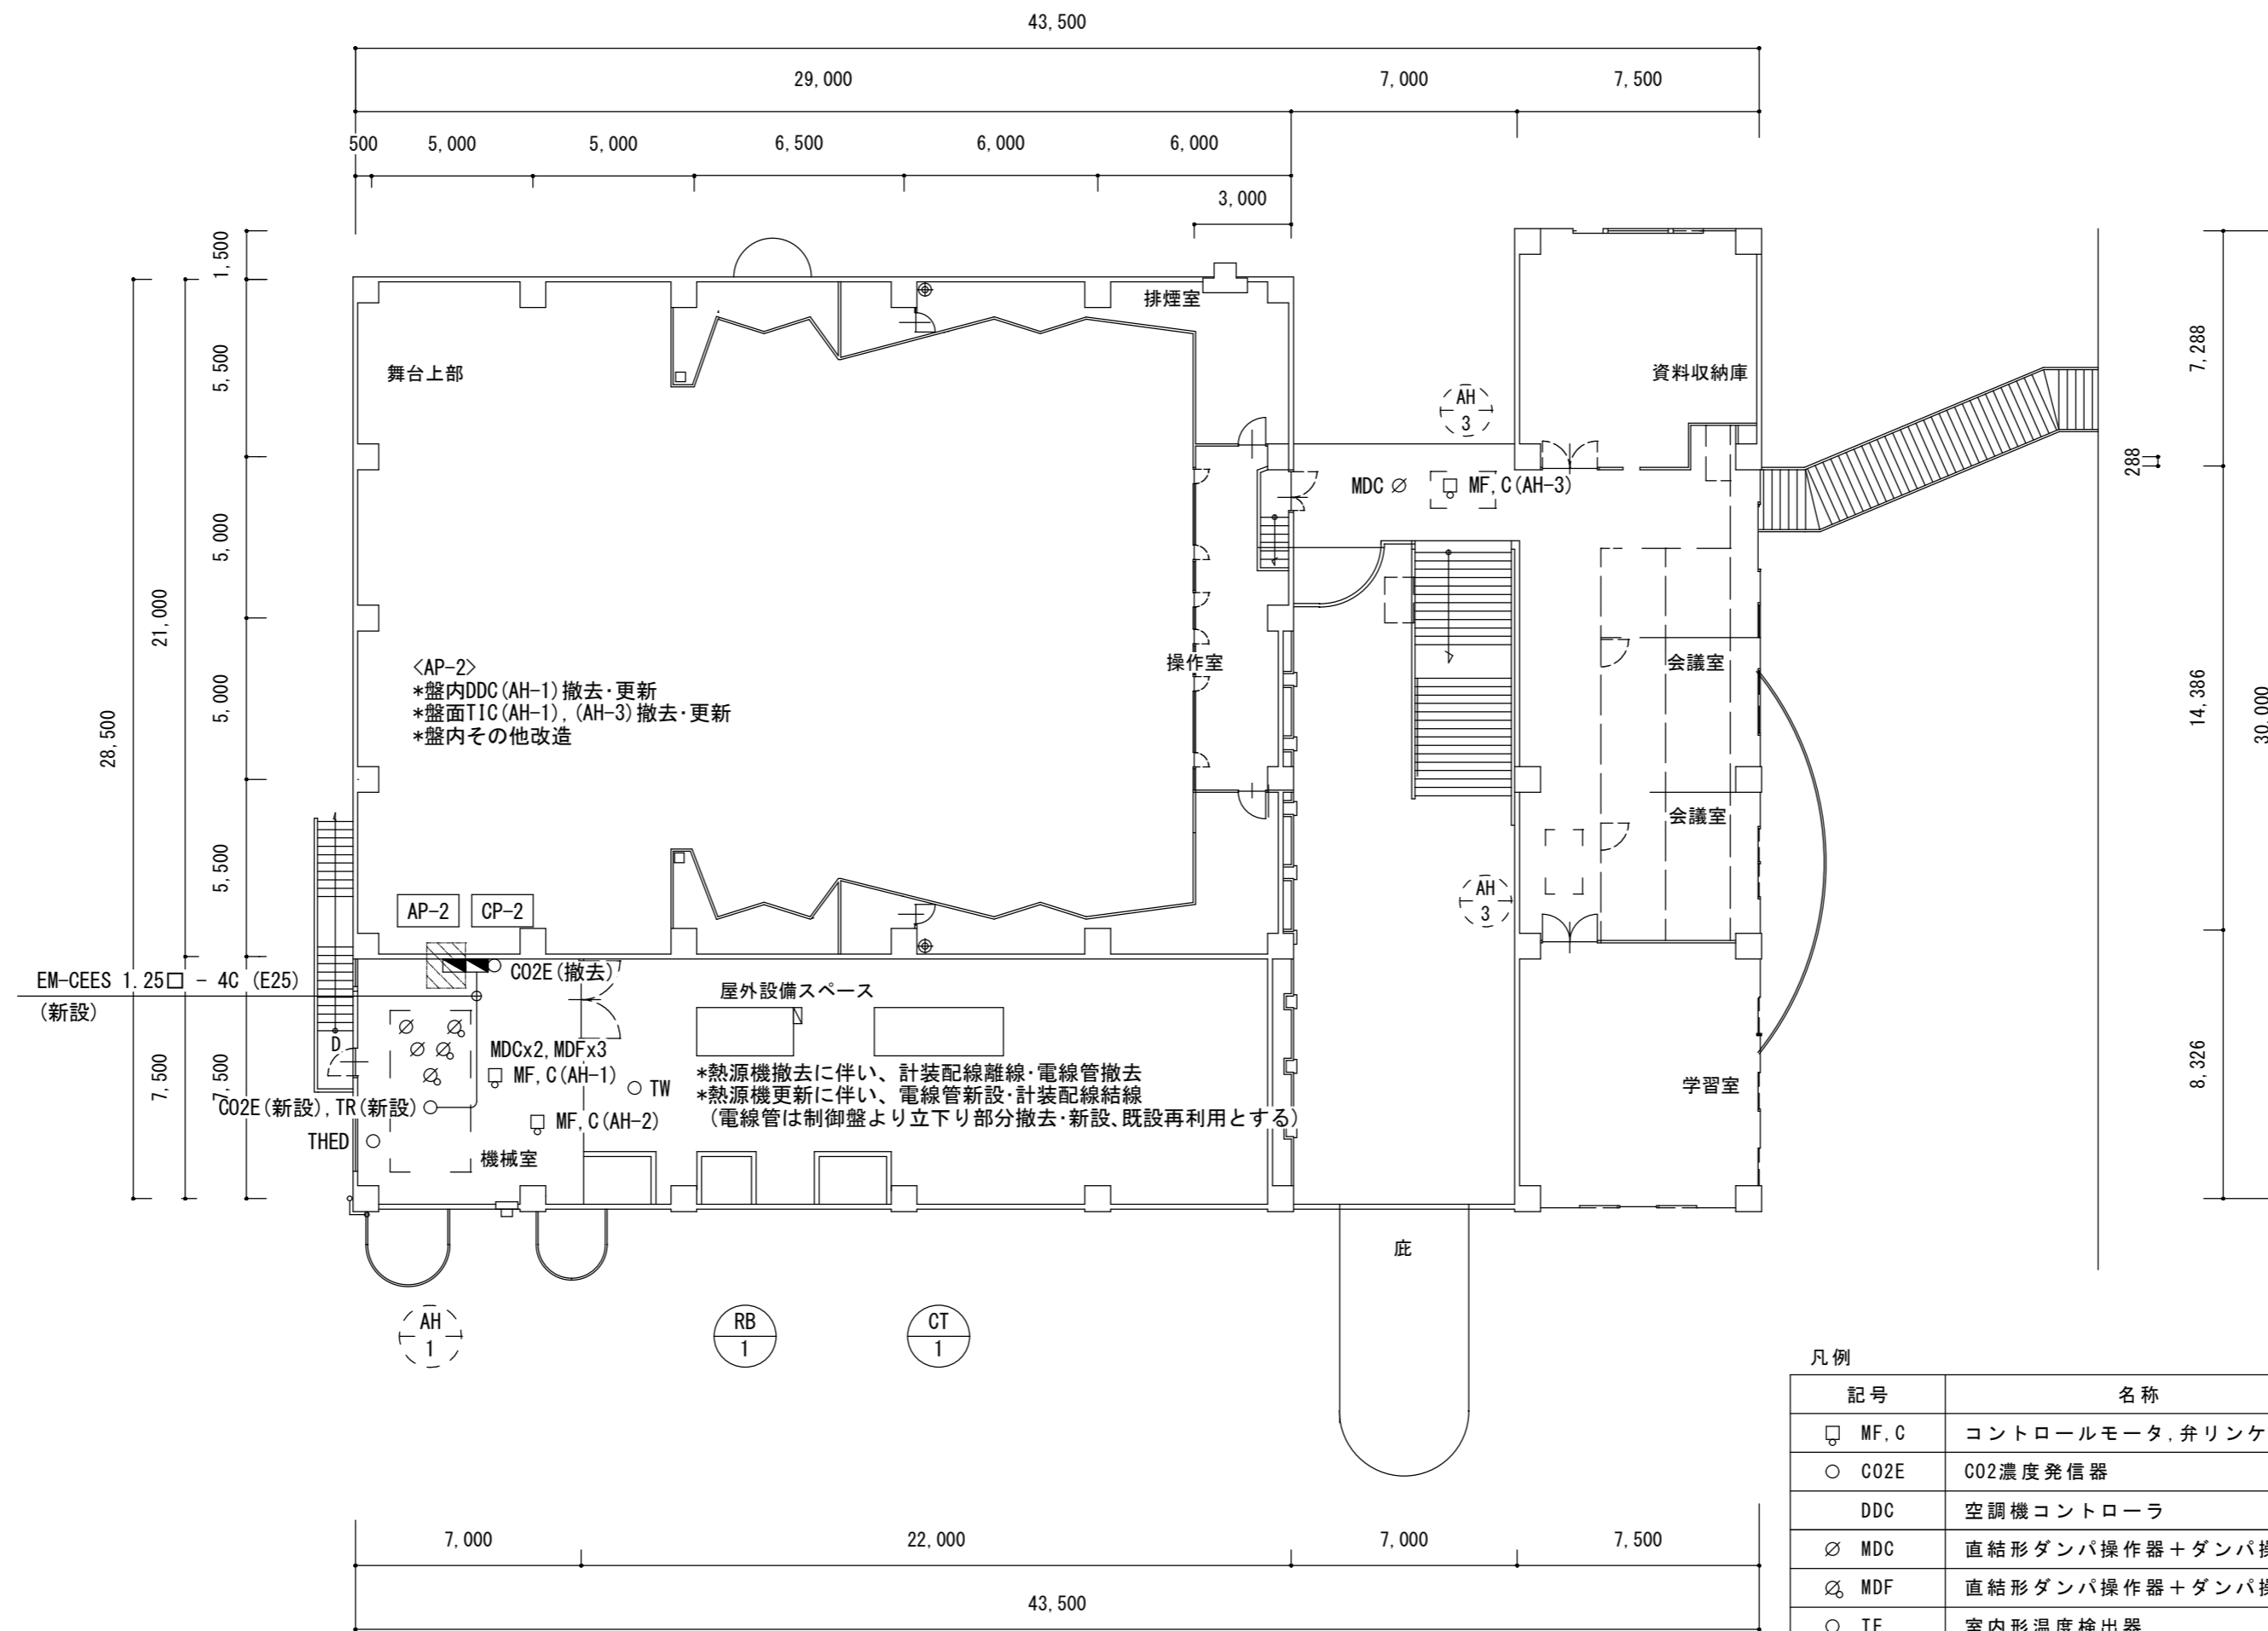 43,500
29,000 7,000 7,500
500 5,000 5,000 6,500 6,000 6,000
3,000
1,500
5,500
5,000
5,000
5,500
7,500
21,000
7,500
28,500
7,288
288
14,386
8,326
30,000
排煙室
舞台上部
資料収納庫
AH
3
MDC
MF,C(AH-3)
<AP-2>
*盤内DDC(AH-1)撤去・更新
*盤面TIC(AH-1),(AH-3)撤去・更新
*盤内その他改造
操作室
会議室
会議室
AH
3
AP-2
CP-2
EM-CEES 1.25□ - 4C (E25)
(新設)
CO2E(撤去)
屋外設備スペース
D
MDCx2,MDFx3
MF,C(AH-1)
TW
*熱源機撤去に伴い、計装配線離線・電線管撤去
*熱源機更新に伴い、電線管新設・計装配線結線
(電線管は制御盤より立下り部分撤去・新設、既設再利用とする)
CO2E(新設),TR(新設)
MF,C(AH-2)
THED
機械室
学習室
庇
AH
1
RB
1
CT
1
凡例
記号 名称
MF,C コントロールモータ,弁リンケ
CO2E CO2濃度発信器
DDC 空調機コントローラ
MDC 直結形ダンパ操作器+ダンパ操
MDF 直結形ダンパ操作器+ダンパ操
TE 室内形温度検出器
7,000 22,000 7,000 7,500
43,500